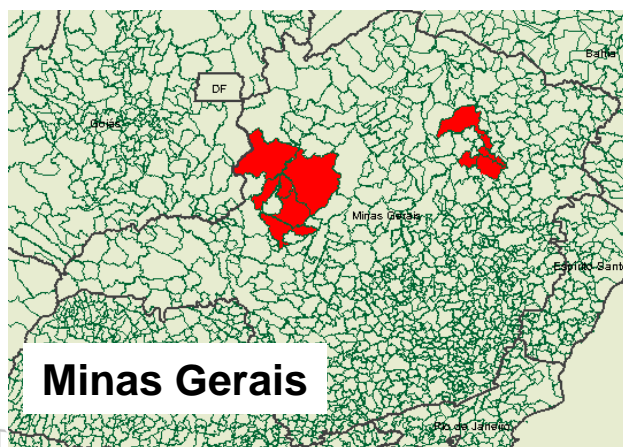 Bahia
DF
Goiás
Minas Gerais
Espírito Santo
Minas Gerais
Rio de Janeiro